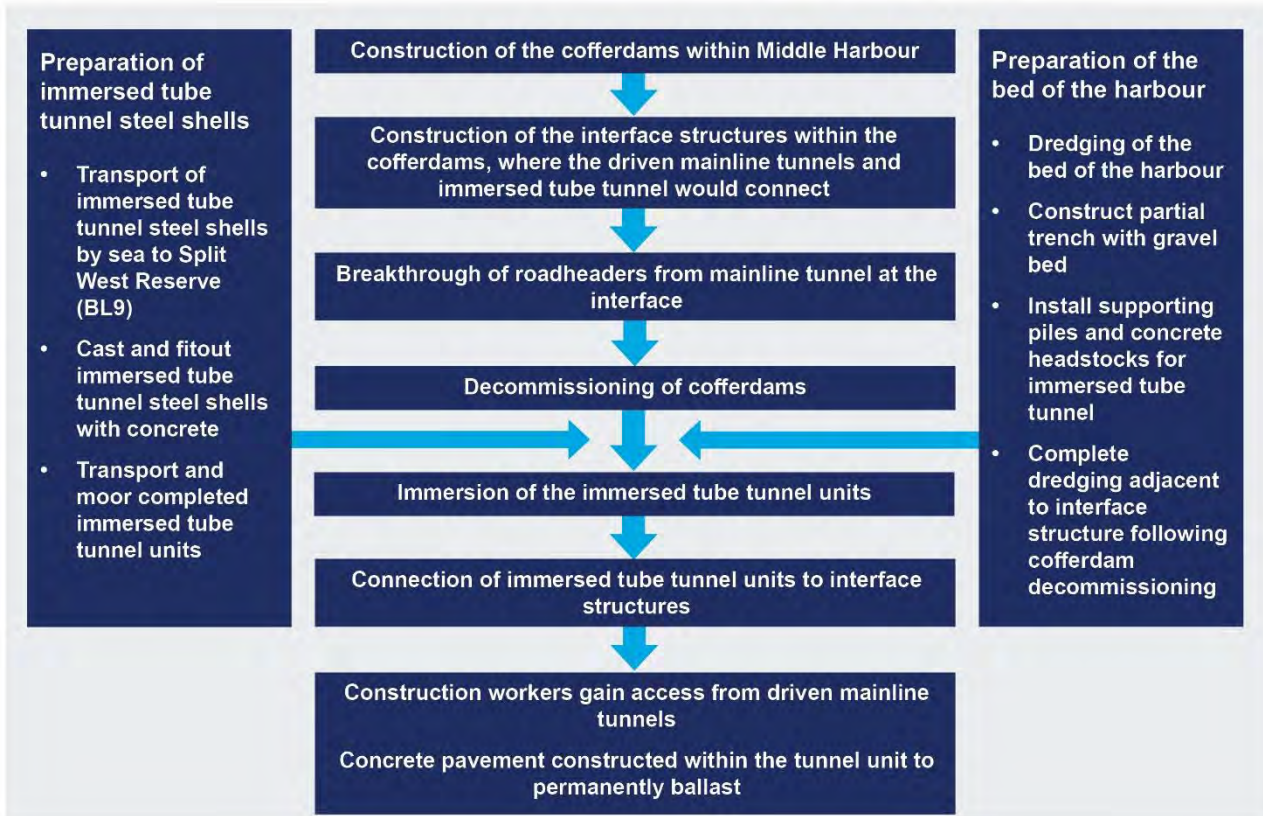 Preparation of
immersed tube
tunnel steel shells
• Transport of
immersed tube
tunnel steel shells
by sea to Split
West Reserve
(BL9)
• Cast and fitout
immersed tube
tunnel steel shells
with concrete
• Transport and
moor completed
immersed tube
tunnel units
Construction of the cofferdams within Middle Harbour
Construction of the interface structures within the
cofferdams, where the driven mainline tunnels and
immersed tube tunnel would connect
Breakthrough of roadheaders from mainline tunnel at the
interface
Decommissioning of cofferdams
Immersion of the immersed tube tunnel units
Connection of immersed tube tunnel units to interface
structures
Construction workers gain access from driven mainline
tunnels
Concrete pavement constructed within the tunnel unit to
permanently ballast
Preparation of the
bed of the harbour
• Dredging of the
bed of the harbour
• Construct partial
trench with gravel
bed
• Install supporting
piles and concrete
headstocks for
immersed tube
tunnel
• Complete
dredging adjacent
to interface
structure following
cofferdam
decommissioning